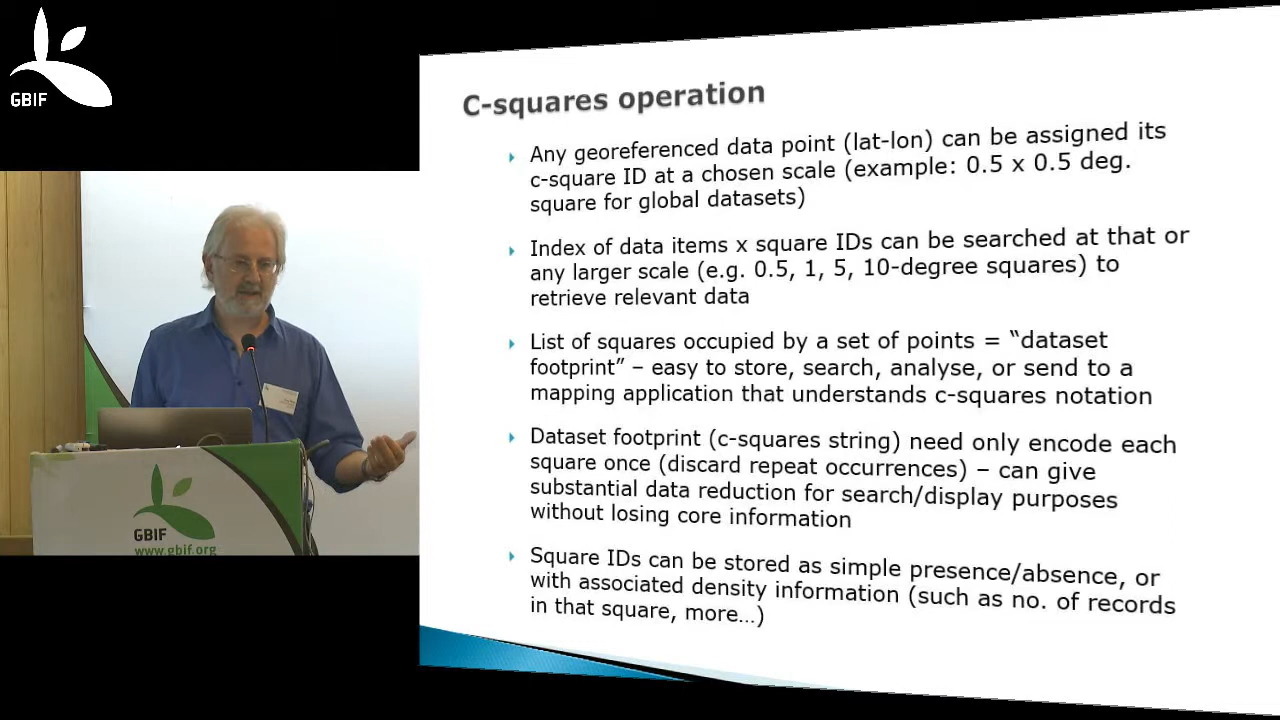 GBIF
C-squares operation
Any georeferenced data point (lat-lon) can be assigned its
c-square ID at a chosen scale (example: 0.5 x 0.5 deg.
square for global datasets)
Index of data items x square IDs can be searched at that or
any larger scale (e.g. 0.5, 1, 5, 10-degree squares) to
retrieve relevant data
List of squares occupied by a set of points = “dataset
footprint” – easy to store, search, analyse, or send to a
mapping application that understands c-squares notation
Dataset footprint (c-squares string) need only encode each
square once (discard repeat occurrences) – can give
substantial data reduction for search/display purposes
without losing core information
Square IDs can be stored as simple presence/absence, or
with associated density information (such as no. of records
in that square, more…)
GBIF
www.gbif.org